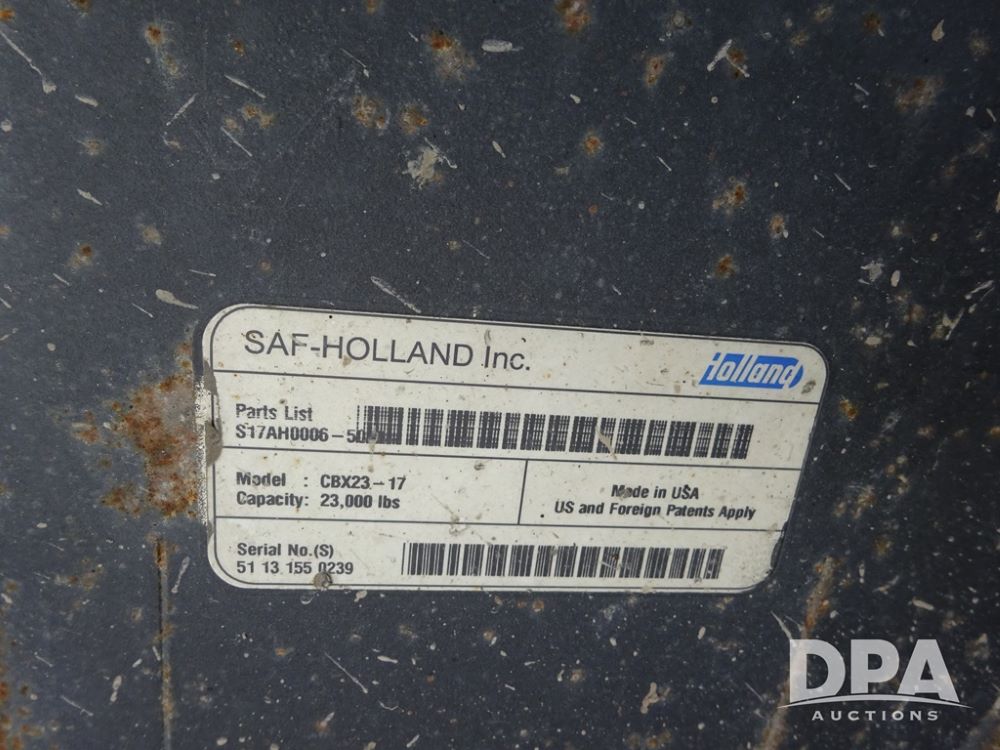 SAF-HOLLAND Inc.
Holland
Parts List
S17AH0006-
Model : CBX23-17
Capacity: 23,000 lbs
Made in USA
US and Foreign Patents Apply
Serial No.(S)
51 13 155 0239
DPA
AUCTIONS